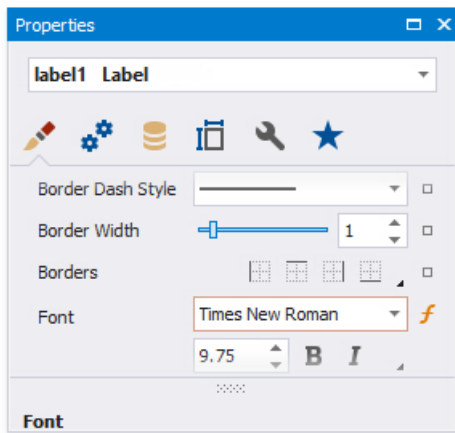 Properties
label1 Label
Border Dash Style
Border Width 1
Borders
Font Times New Roman f
9.75 B I
Font